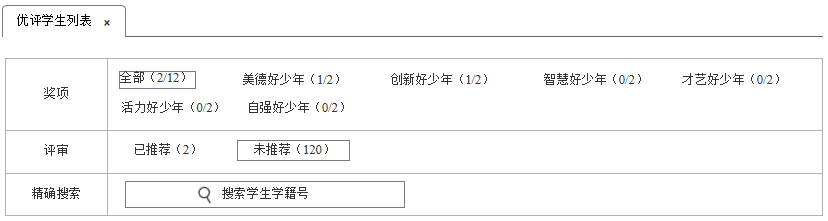 优评学生列表 ×
奖项 全部（2/12） 美德好少年（1/2） 创新好少年（1/2） 智慧好少年（0/2） 才艺好少年（0/2）
活力好少年（0/2） 自强好少年（0/2）
评审 已推荐（2） 未推荐（120）
精确搜索 搜索学生学籍号